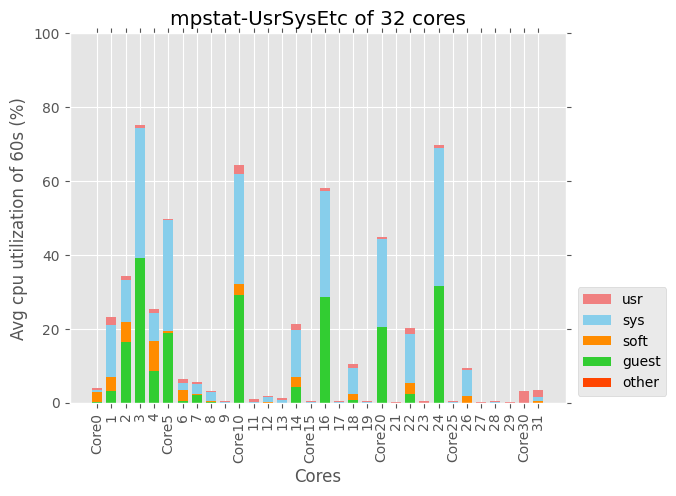 mpstat-UsrSysEtc of 32 cores
Avg cpu utilization of 60s (%)
100
80
60
40
20
0
usr
sys
soft
guest
other
Core0
1
2
3
4
Core5
6
7
8
9
Core10
11
12
13
14
Core15
16
17
18
19
Core20
21
22
23
24
Core25
26
27
28
29
Core30
31
Cores